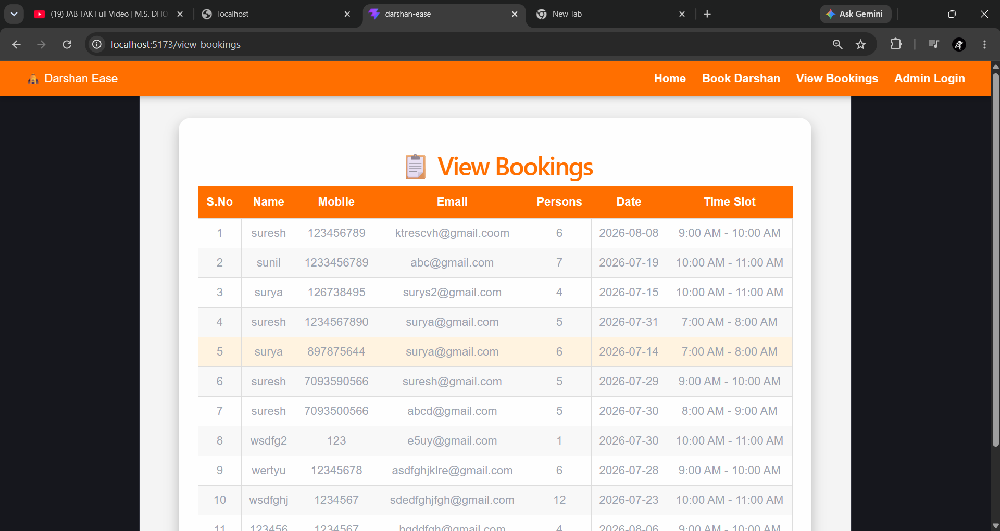 (19) JAB TAK Full Video | M.S. DHO
localhost
darshan-ease
New Tab
Ask Gemini
localhost:5173/view-bookings
Darshan Ease
Home Book Darshan View Bookings Admin Login
View Bookings
S.No Name Mobile Email Persons Date Time Slot
1 suresh 123456789 ktrescvh@gmail.coom 6 2026-08-08 9:00 AM - 10:00 AM
2 sunil 1233456789 abc@gmail.com 7 2026-07-19 10:00 AM - 11:00 AM
3 surya 126738495 surys2@gmail.com 4 2026-07-15 10:00 AM - 11:00 AM
4 suresh 1234567890 surya@gmail.com 5 2026-07-31 7:00 AM - 8:00 AM
5 surya 897875644 surya@gmail.com 6 2026-07-14 7:00 AM - 8:00 AM
6 suresh 7093590566 suresh@gmail.com 5 2026-07-29 9:00 AM - 10:00 AM
7 suresh 7093500566 abcd@gmail.com 5 2026-07-30 8:00 AM - 9:00 AM
8 wsdfg2 123 e5uy@gmail.com 1 2026-07-30 10:00 AM - 11:00 AM
9 wertyu 12345678 asdfghjklre@gmail.com 6 2026-07-28 9:00 AM - 10:00 AM
10 wsdfghj 1234567 sdedfghjfgh@gmail.com 12 2026-07-23 10:00 AM - 11:00 AM
11 123456 1234567 hgddfgh@gmail.com 4 2026-08-06 9:00 AM - 10:00 AM